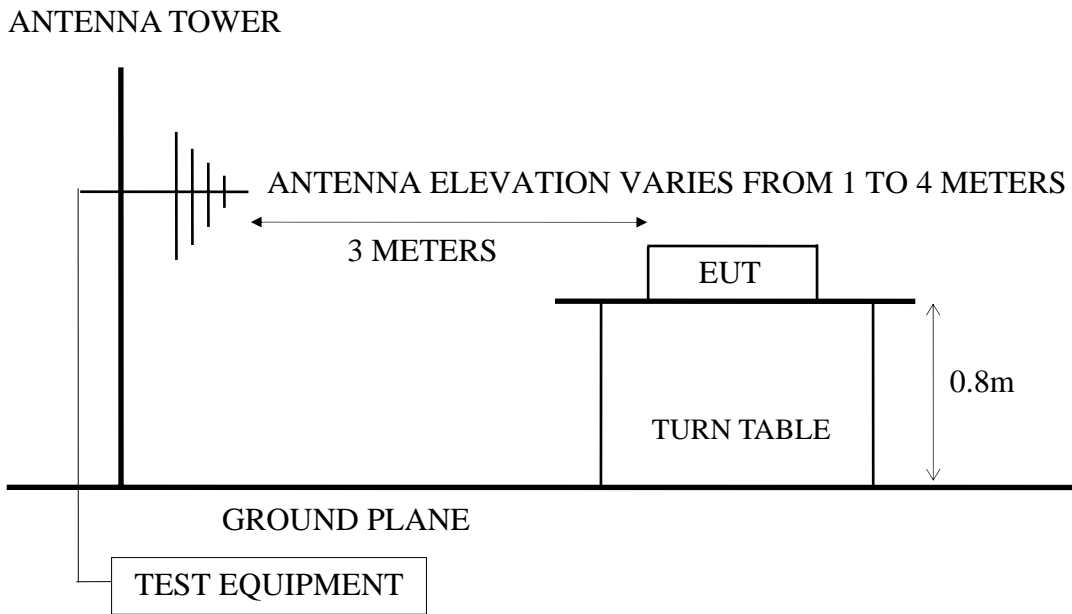 ANTENNA TOWER
ANTENNA ELEVATION VARIES FROM 1 TO 4 METERS
3 METERS
EUT
0.8m
TURN TABLE
GROUND PLANE
TEST EQUIPMENT